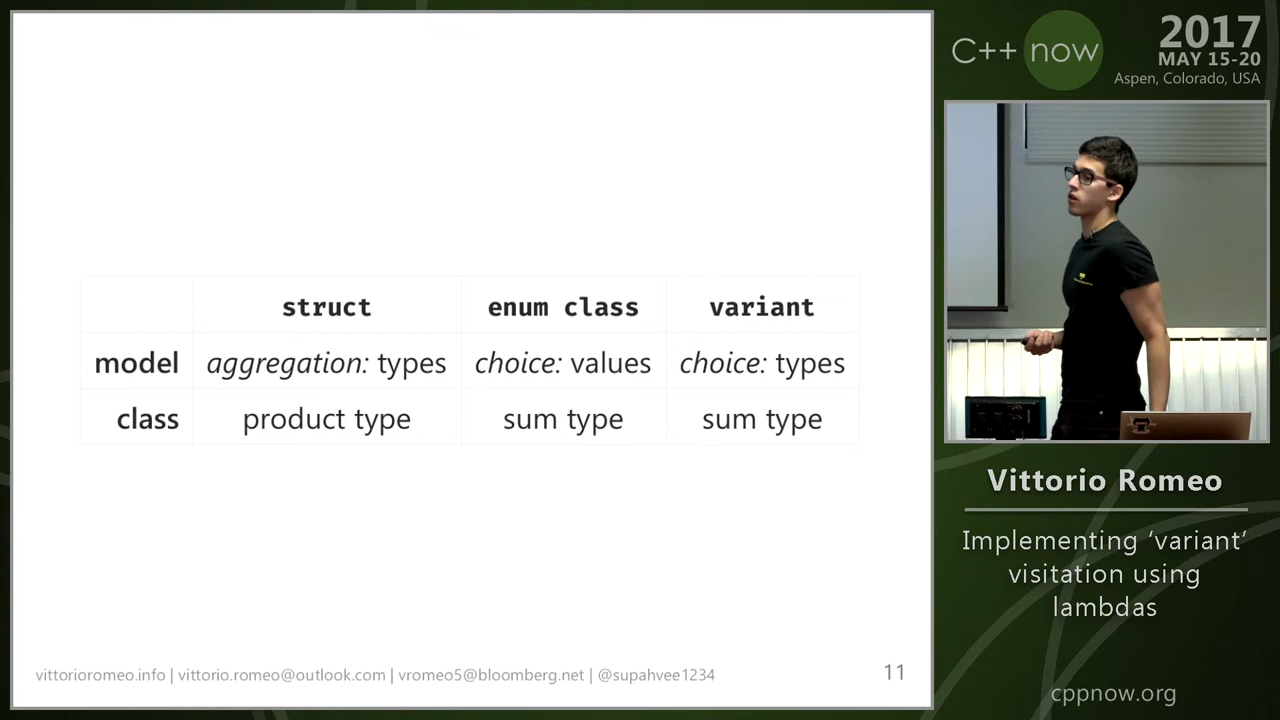 struct enum class variant
model aggregation: types choice: values choice: types
class product type sum type sum type
vittorioromeo.info | vittorio.romeo@outlook.com | vromeo5@bloomberg.net | @supahvee1234
11
C++ now
2017
MAY 15-20
Aspen, Colorado, USA
Vittorio Romeo
Implementing ‘variant’
visitation using
lambdas
cppnow.org